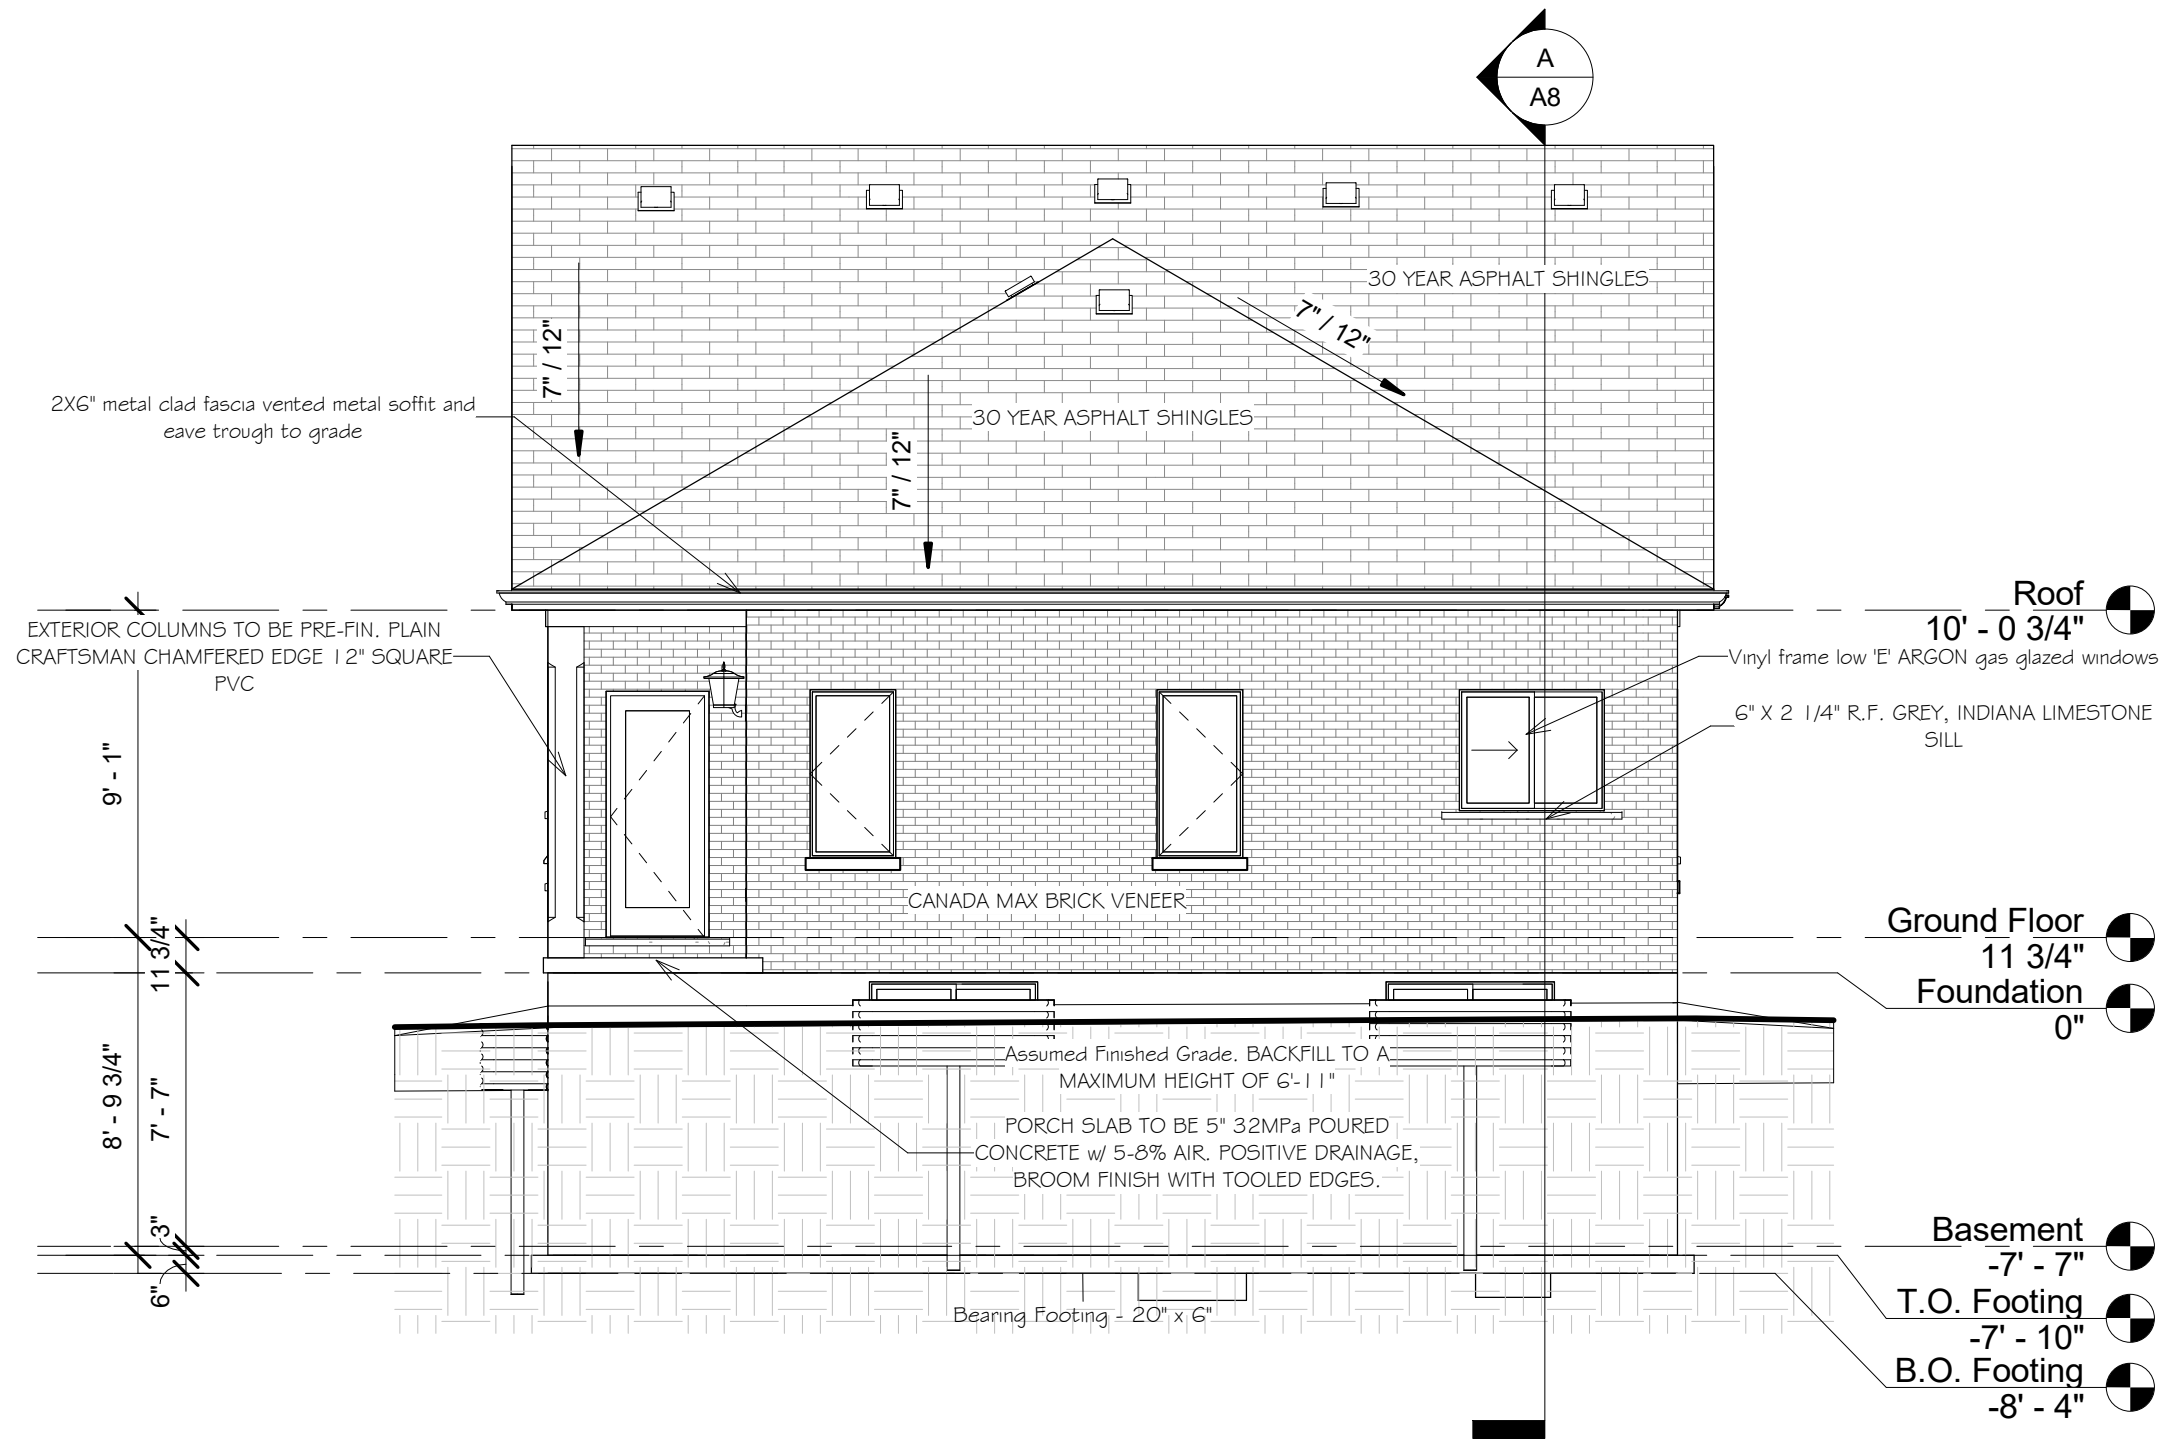 A
A8
30 YEAR ASPHALT SHINGLES
7" / 12"
7" / 12"
2X6" metal clad fascia vented metal soffit and
eave trough to grade
30 YEAR ASPHALT SHINGLES
7" / 12"
Roof
10' - 0 3/4"
EXTERIOR COLUMNS TO BE PRE-FIN. PLAIN
CRAFTSMAN CHAMFERED EDGE 12" SQUARE
PVC
Vinyl frame low 'E' ARGON gas glazed windows
6" X 2 1/4" R.F. GREY, INDIANA LIMESTONE
SILL
9' - 1"
CANADA MAX BRICK VENEER
11 3/4"
Ground Floor
11 3/4"
Foundation
0"
Assumed Finished Grade. BACKFILL TO A
MAXIMUM HEIGHT OF 6'-11"
8' - 9 3/4"
7' - 7"
PORCH SLAB TO BE 5" 32MPa POURED
CONCRETE w/ 5-8% AIR. POSITIVE DRAINAGE,
BROOM FINISH WITH TOOLED EDGES.
3"
6"
Basement
-7' - 7"
T.O. Footing
-7' - 10"
Bearing Footing - 20" x 6"
B.O. Footing
-8' - 4"